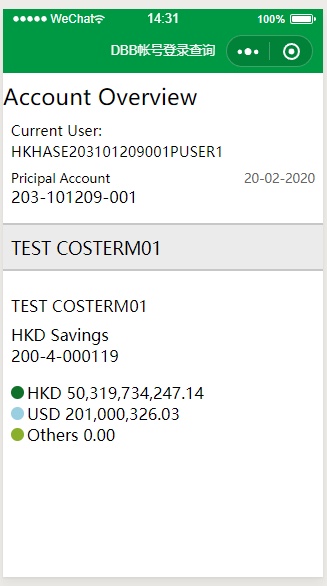 WeChat 14:31 100%
DBB帐号登录查询
Account Overview
Current User:
HKHASE203101209001PUSER1
Pricipal Account 20-02-2020
203-101209-001
TEST COSTERM01
TEST COSTERM01
HKD Savings
200-4-000119
HKD 50,319,734,247.14
USD 201,000,326.03
Others 0.00